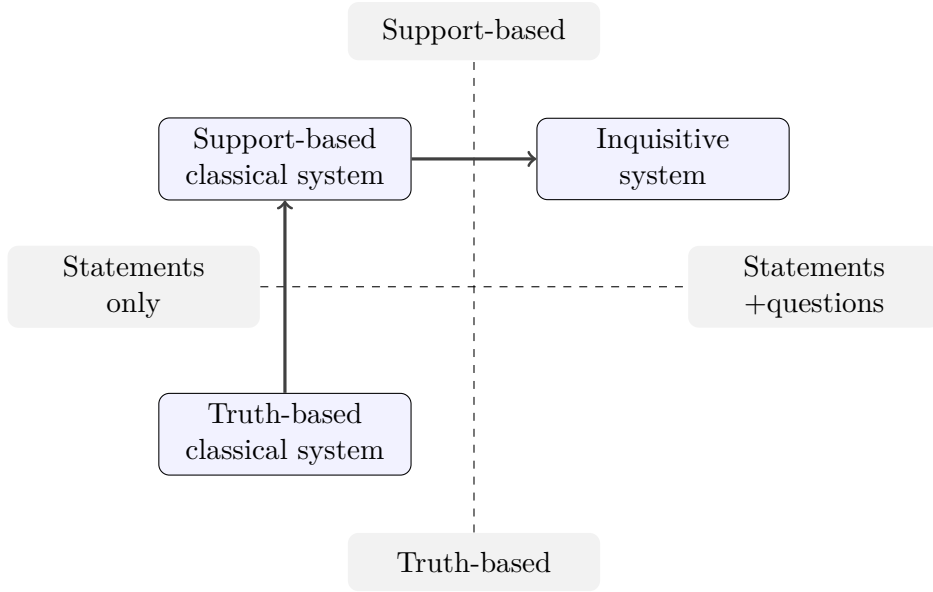 Support-based
Support-based
classical system
Inquisitive
system
Statements
only
Statements
+questions
Truth-based
classical system
Truth-based